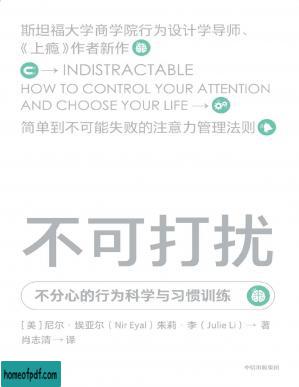 斯坦福大学商学院行为设计学导师、
《上瘾》作者新作
→ INDISTRACTABLE
HOW TO CONTROL YOUR ATTENTION
AND CHOOSE YOUR LIFE →
简单到不可能失败的注意力管理法则
不可打扰
不分心的行为科学与习惯训练
[美]尼尔·埃亚尔（Nir Eyal）朱莉·李（Julie Li）→ 著
肖志清→译
中信出版集团
homeofpdf.com
homeofpdf.com